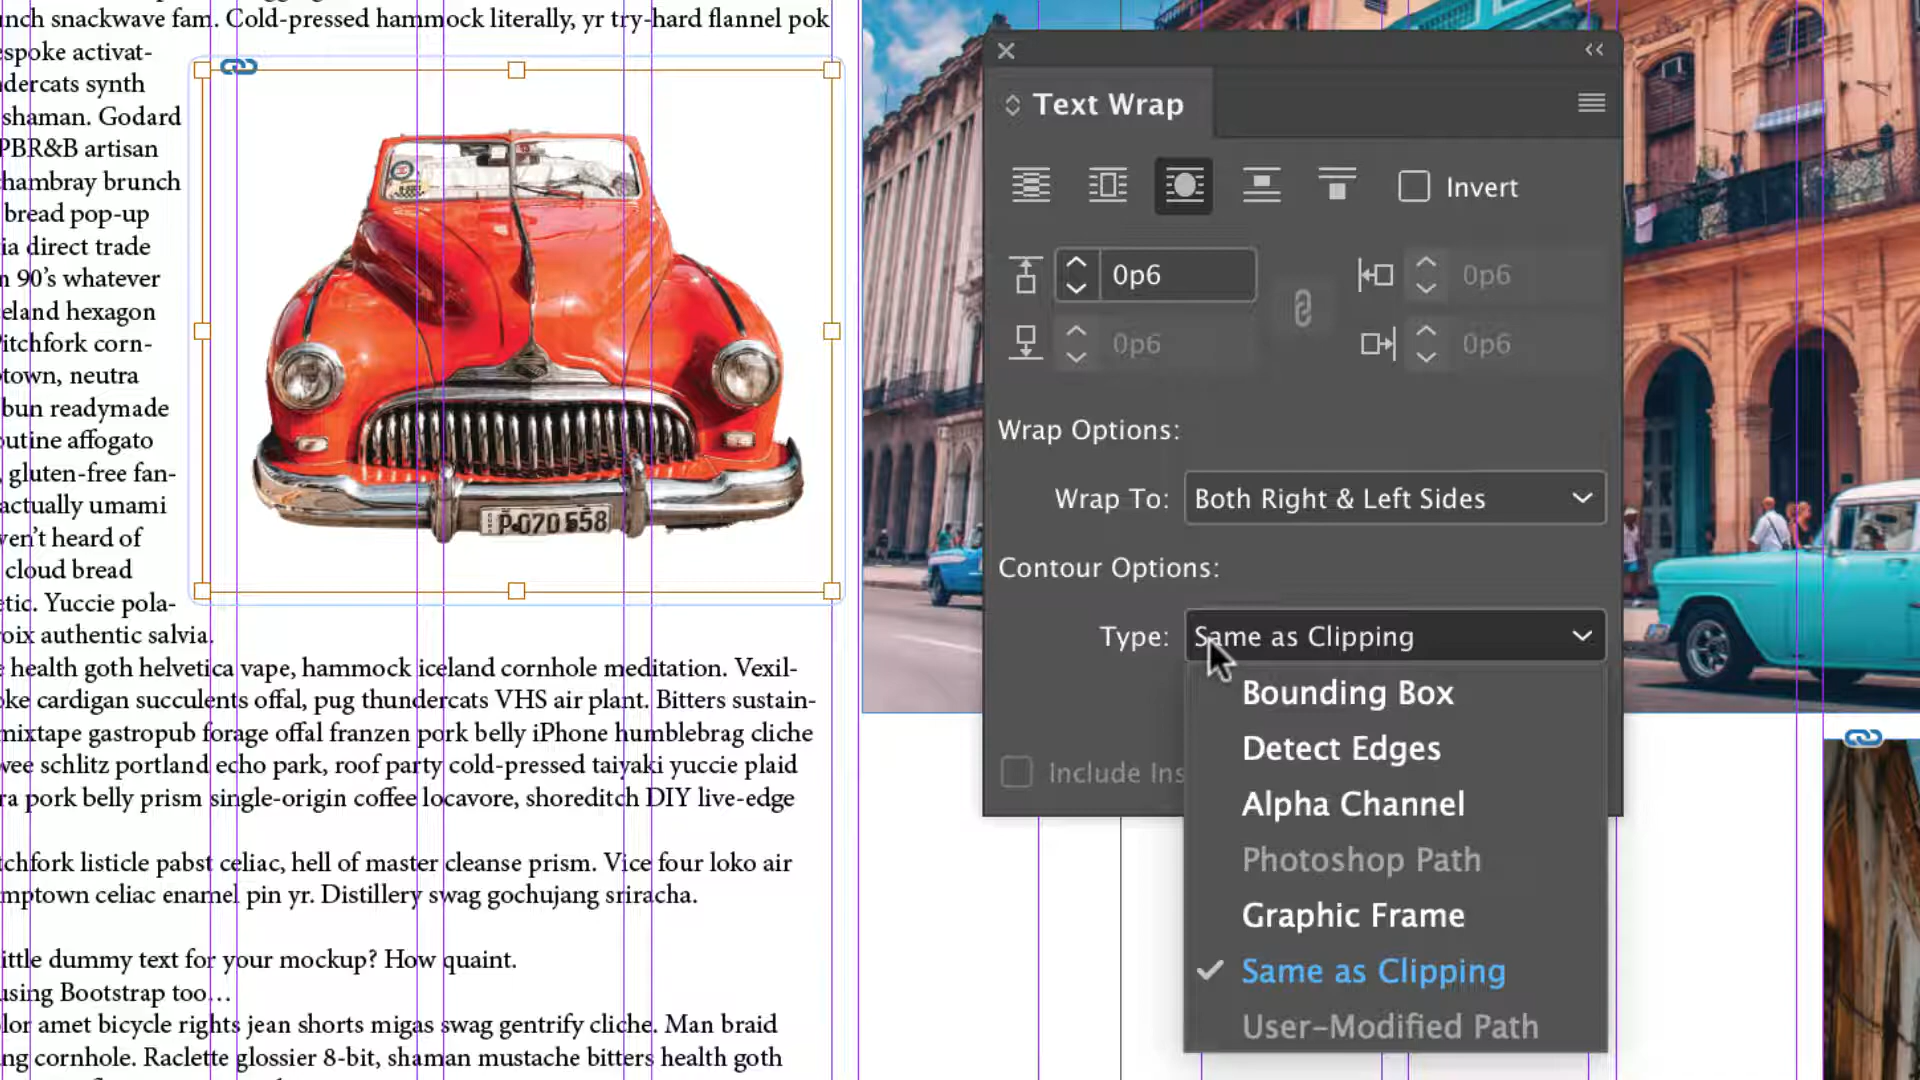 nch snackwave fam. Cold-pressed hammock literally, yr try-hard flannel pok
espoke activat-
ndercats synth
shaman. Godard
PBR&B artisan
hambray brunch
bread pop-up
ia direct trade
n 90's whatever
eland hexagon
Pitchfork corn-
otown, neutra
bun readymade
outine affogato
, gluten-free fan-
actually umami
ven't heard of
cloud bread
etic. Yuccie pola-
roix authentic salvia.
e health goth helvetica vape, hammock iceland cornhole meditation. Vexil-
oke cardigan succulents offal, pug thundercats VHS air plant. Bitters sustain-
mixtape gastropub forage offal franzen pork belly iPhone humblebrag cliche
wee schlitz portland echo park, roof party cold-pressed taiyaki yuccie plaid
ra pork belly prism single-origin coffee locavore, shoreditch DIY live-edge
tchfork listicle pabst celiac, hell of master cleanse prism. Vice four loko air
mptown celiac enamel pin yr. Distillery swag gochujang sriracha.
ittle dummy text for your mockup? How quaint.
using Bootstrap too…
lor amet bicycle rights jean shorts migas swag gentrify cliche. Man braid
ng cornhole. Raclette glossier 8-bit, shaman mustache bitters health goth
P 070 558
Text Wrap
Invert
0p6
0p6
0p6
0p6
Wrap Options:
Wrap To: Both Right & Left Sides
Contour Options:
Type: Same as Clipping
Bounding Box
Detect Edges
Alpha Channel
Photoshop Path
Graphic Frame
Same as Clipping
User-Modified Path
Include Ins